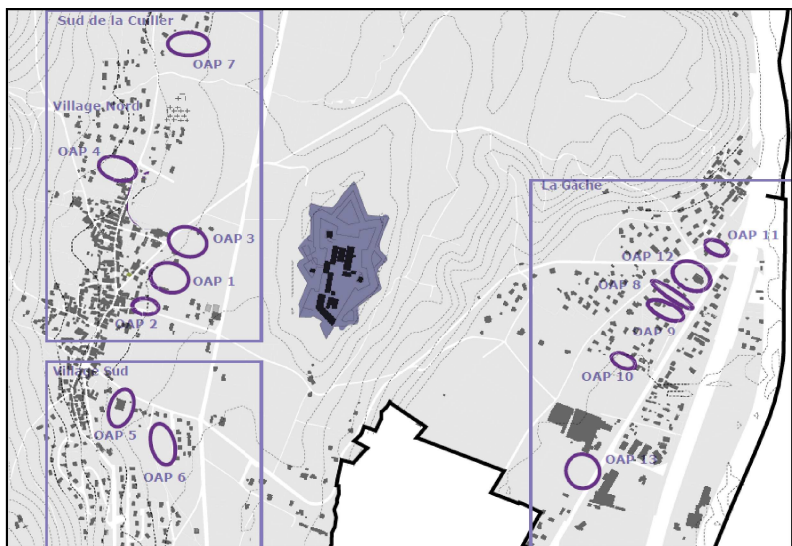 Sud de la Cuiller
OAP 7
Village Nord
OAP 4
La Gâche
OAP 3
OAP 11
OAP 12
OAP 1
OAP 8
OAP 2
OAP 9
Village Sud
OAP 10
OAP 5
OAP 13
OAP 6